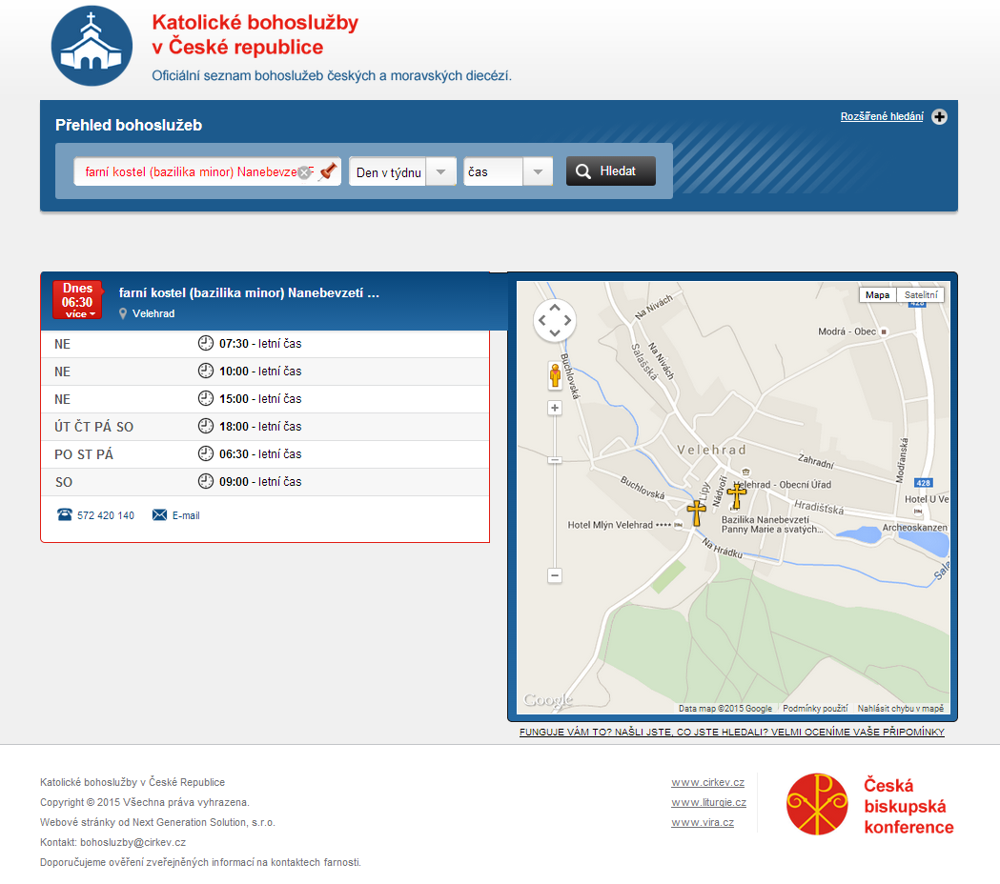 Katolické bohoslužby
v České republice
Oficiální seznam bohoslužeb českých a moravských diecézí.
Přehled bohoslužeb
Rozšířené hledání
farní kostel (bazilika minor) Nanebevze
Den v týdnu
čas
Hledat
Dnes
06:30
více
farní kostel (bazilika minor) Nanebevzetí ...
Velehrad
NE 07:30 - letní čas
NE 10:00 - letní čas
NE 15:00 - letní čas
ÚT ČT PÁ SO 18:00 - letní čas
PO ST PÁ 06:30 - letní čas
SO 09:00 - letní čas
572 420 140 E-mail
Mapa Satelitní
428
Na Nivách
Modrá - Obec
Salašská
Na Nivách
Buchlovská
Velehrad
Zahradní
Modřanská
Buchlovská
Lipy
Nádvoří
Velehrad - Obecní Úřad
428
Hradišťská
Hotel U Ve
Hotel Mlýn Velehrad ****
Bazilika Nanebevzetí
Panny Marie a svatých...
Archeoskanzen
Na Hrádku
Sala
Google
Data map ©2015 Google Podmínky použití Nahlásit chybu v mapě
FUNGUJE VÁM TO? NAŠLI JSTE, CO JSTE HLEDALI? VELMI OCENÍME VAŠE PŘIPOMÍNKY
Katolické bohoslužby v České Republice
Copyright © 2015 Všechna práva vyhrazena.
Webové stránky od Next Generation Solution, s.r.o.
Kontakt: bohosluzby@cirkev.cz
Doporučujeme ověření zveřejněných informací na kontaktech farnosti.
www.cirkev.cz
www.liturgie.cz
www.vira.cz
Česká
biskupská
konference